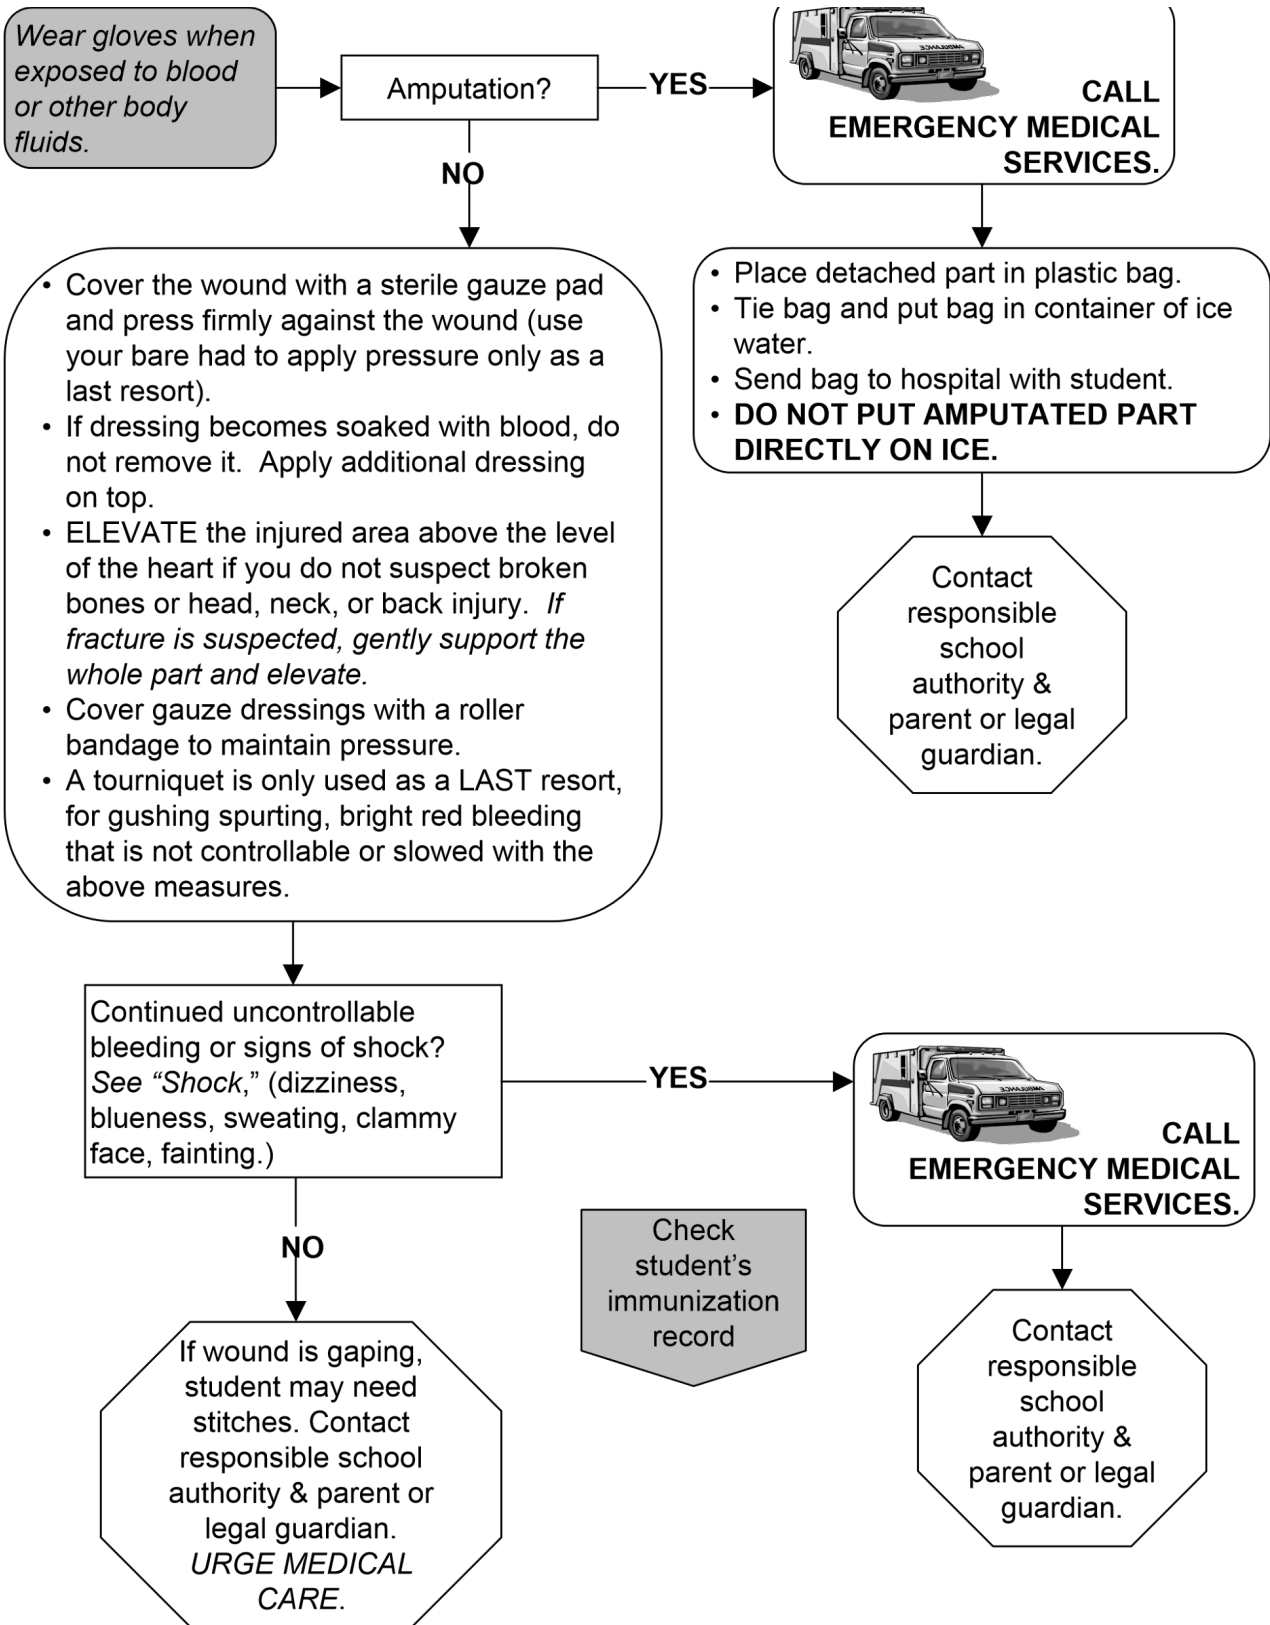 Wear gloves when
exposed to blood
or other body
fluids.
Amputation?
YES
CALL
EMERGENCY MEDICAL
SERVICES.
NO
• Cover the wound with a sterile gauze pad
and press firmly against the wound (use
your bare had to apply pressure only as a
last resort).
• If dressing becomes soaked with blood, do
not remove it.  Apply additional dressing
on top.
• ELEVATE the injured area above the level
of the heart if you do not suspect broken
bones or head, neck, or back injury.  If
fracture is suspected, gently support the
whole part and elevate.
• Cover gauze dressings with a roller
bandage to maintain pressure.
• A tourniquet is only used as a LAST resort,
for gushing spurting, bright red bleeding
that is not controllable or slowed with the
above measures.
• Place detached part in plastic bag.
• Tie bag and put bag in container of ice
water.
• Send bag to hospital with student.
• DO NOT PUT AMPUTATED PART
DIRECTLY ON ICE.
Contact
responsible
school
authority &
parent or legal
guardian.
Continued uncontrollable
bleeding or signs of shock?
See “Shock,” (dizziness,
blueness, sweating, clammy
face, fainting.)
YES
AMBULANCE
CALL
EMERGENCY MEDICAL
SERVICES.
NO
Check
student’s
immunization
record
If wound is gaping,
student may need
stitches. Contact
responsible school
authority & parent or
legal guardian.
URGE MEDICAL
CARE.
Contact
responsible
school
authority &
parent or legal
guardian.